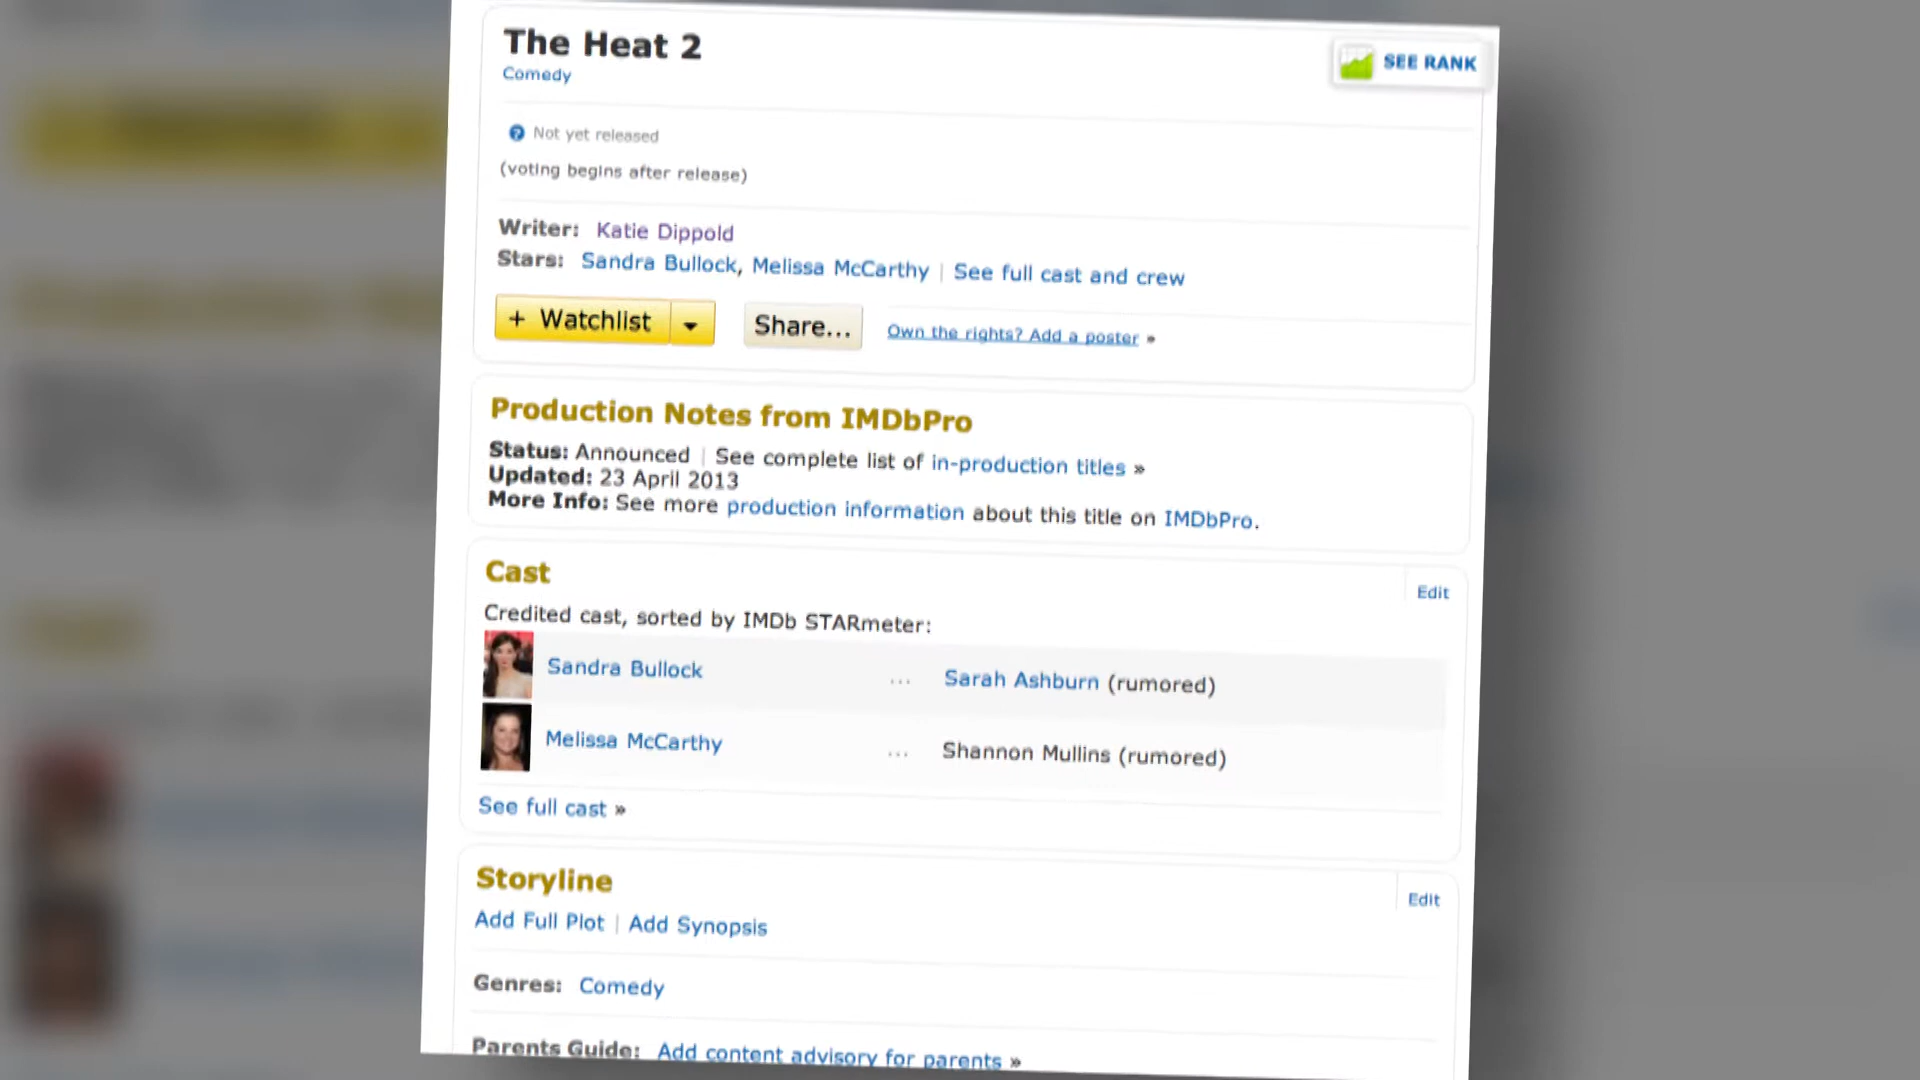 The Heat 2
SEE RANK
Comedy
Not yet released
(voting begins after release)
Writer: Katie Dippold
Stars: Sandra Bullock, Melissa McCarthy | See full cast and crew
+ Watchlist
Share...
Own the rights? Add a poster »
Production Notes from IMDbPro
Status: Announced | See complete list of in-production titles »
Updated: 23 April 2013
More Info: See more production information about this title on IMDbPro.
Cast
Edit
Credited cast, sorted by IMDb STARmeter:
Sandra Bullock ... Sarah Ashburn (rumored)
Melissa McCarthy ... Shannon Mullins (rumored)
See full cast »
Storyline
Edit
Add Full Plot | Add Synopsis
Genres: Comedy
Parents Guide: Add content advisory for parents »